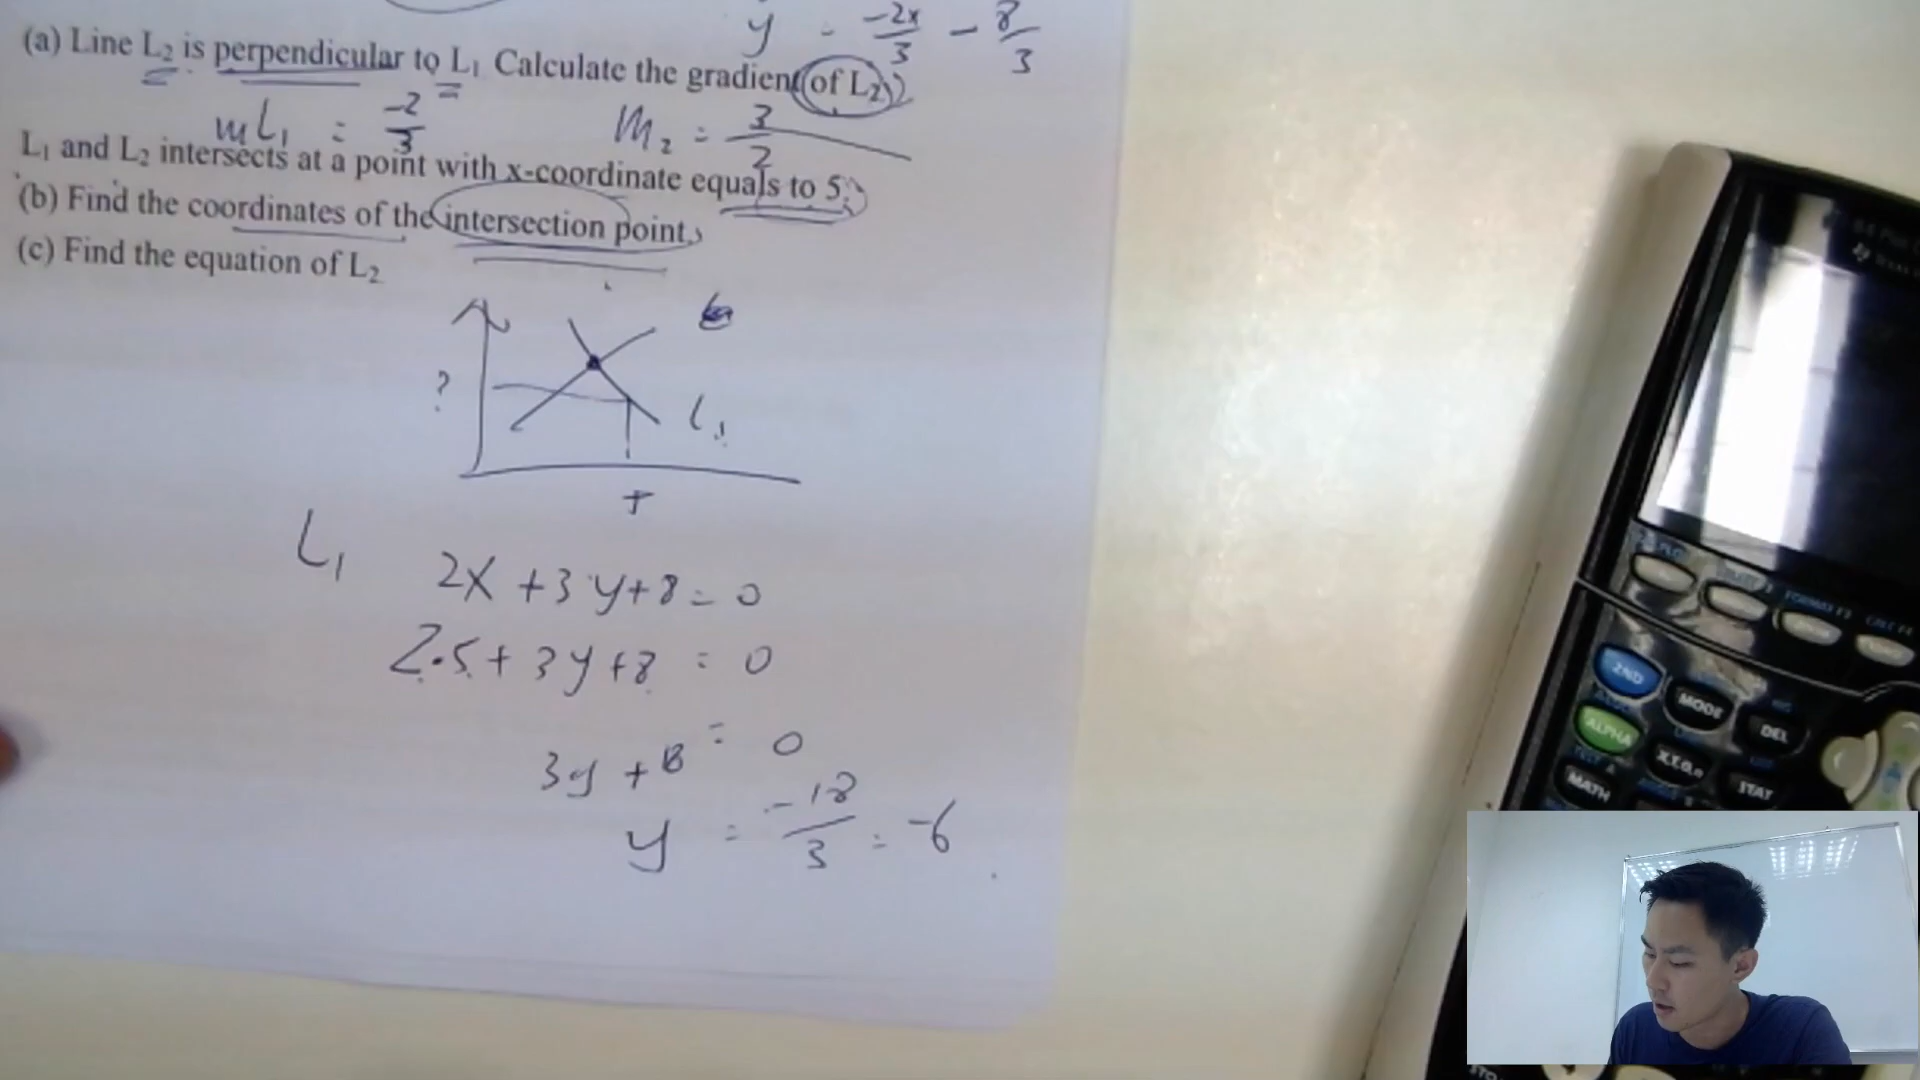 y = -2x/3 - 8/3
(a) Line L₂ is perpendicular to L₁ Calculate the gradient of L₂
mL₁ = -2/3 m₂ = 3/2
L₁ and L₂ intersects at a point with x-coordinate equals to 5.
(b) Find the coordinates of the intersection point.
(c) Find the equation of L₂
?
L₁
5
L₁ 2x + 3y + 8 = 0
2·5 + 3y + 8 = 0
3y + 18 = 0
y = -18/3 = -6
2ND
MODE
DEL
ALPHA
X,T,θ,n
STAT
MATH